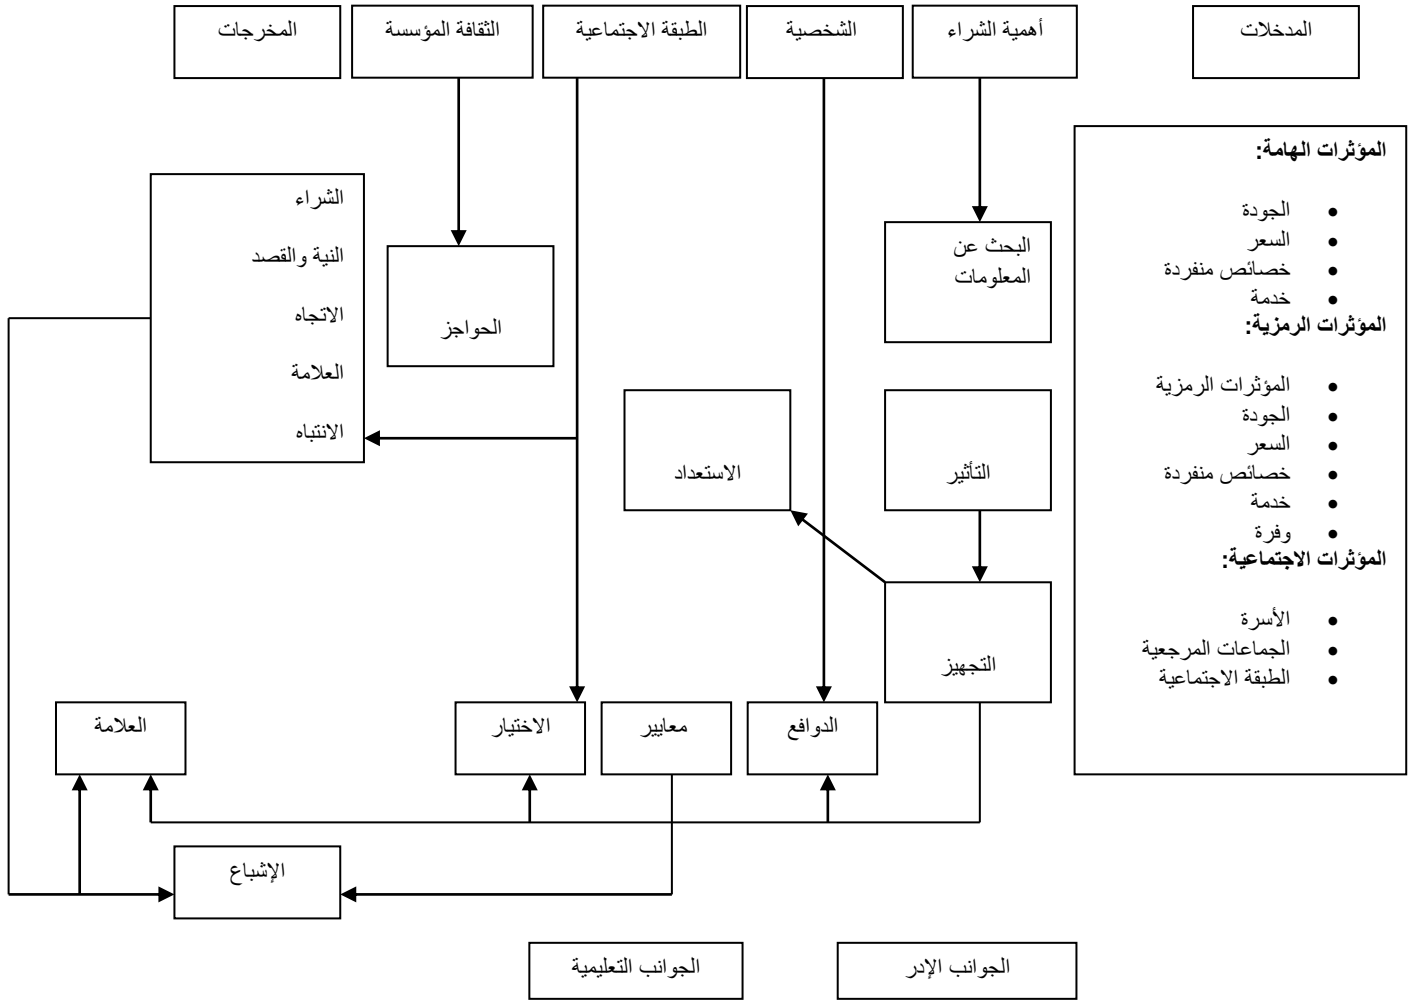 المدخلات
أهمية الشراء
الشخصية
الطبقة الاجتماعية
الثقافة المؤسسة
المخرجات
المؤثرات الهامة:
• الجودة
• السعر
• خصائص منفردة
• خدمة
المؤثرات الرمزية:
• المؤثرات الرمزية
• الجودة
• السعر
• خصائص منفردة
• خدمة
• وفرة
المؤثرات الاجتماعية:
• الأسرة
• الجماعات المرجعية
• الطبقة الاجتماعية
البحث عن
المعلومات
التأثير
التجهيز
الاستعداد
الحواجز
الشراء
النية والقصد
الاتجاه
العلامة
الانتباه
الدوافع
معايير
الاختيار
العلامة
الإشباع
الجوانب الإدر
الجوانب التعليمية